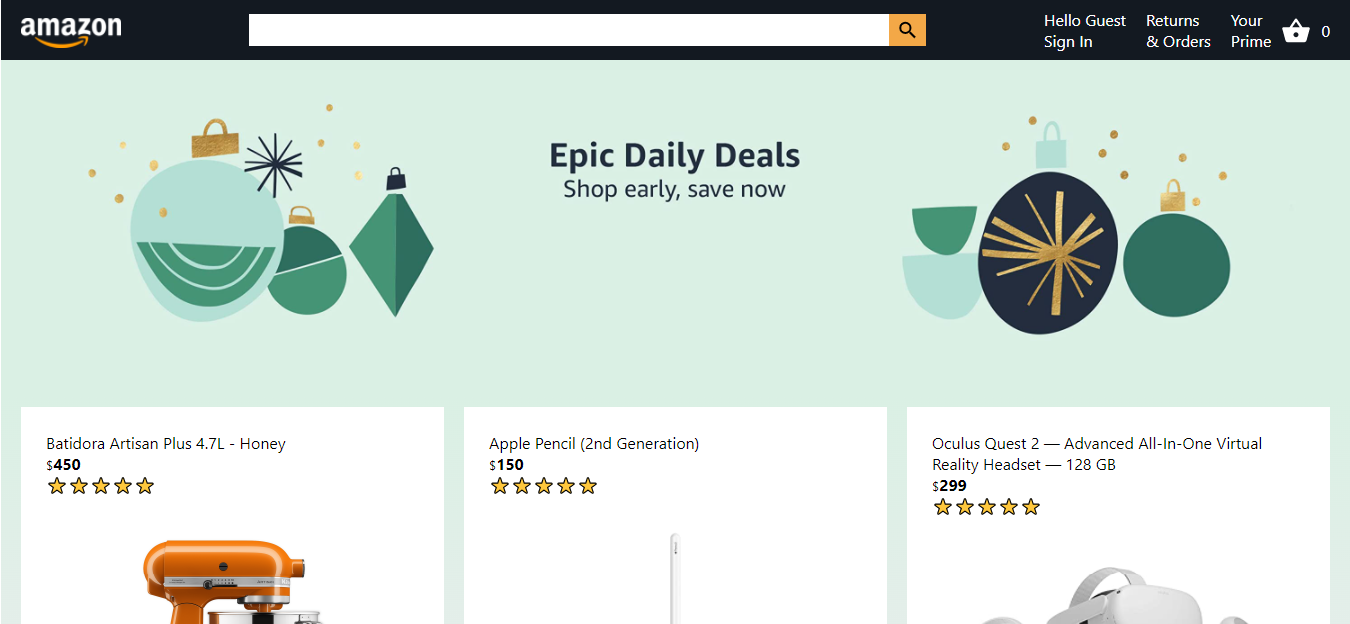 amazon
Hello Guest
Sign In
Returns
& Orders
Your
Prime
0
Epic Daily Deals
Shop early, save now
Batidora Artisan Plus 4.7L - Honey
$450
Apple Pencil (2nd Generation)
$150
Oculus Quest 2 — Advanced All-In-One Virtual
Reality Headset — 128 GB
$299